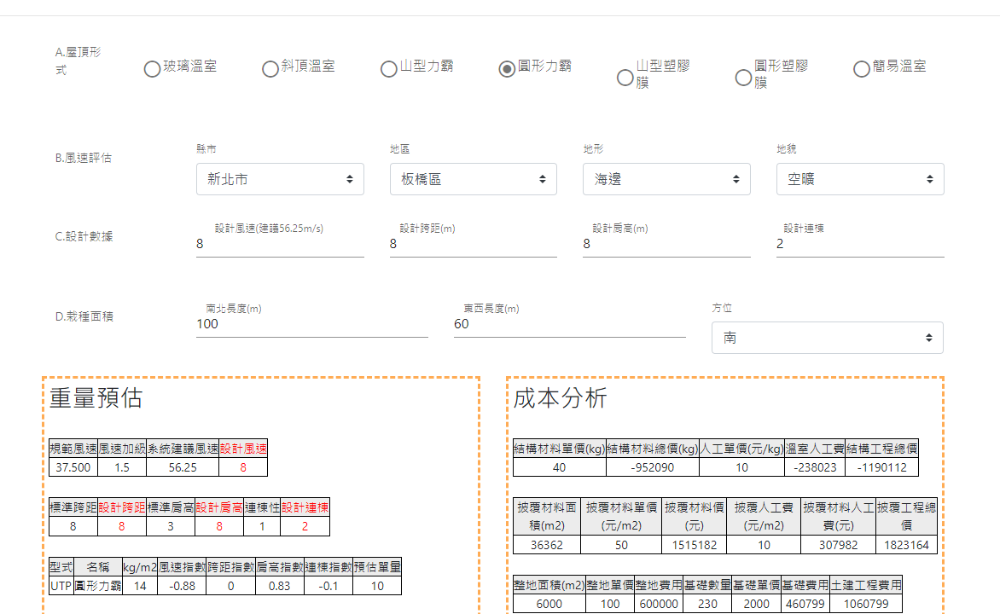 A.屋頂形式
玻璃溫室 斜頂溫室 山型力霸 圓形力霸 山型塑膠膜 圓形塑膠膜 簡易溫室
縣市 地區 地形 地貌
B.風速評估 新北市 板橋區 海邊 空曠
設計風速(建議56.25m/s) 設計跨距(m) 設計肩高(m) 設計連棟
C.設計數據 8 8 8 2
南北長度(m) 東西長度(m) 方位
D.栽種面積 100 60 南
重量預估
規範風速 風速加級 系統建議風速 設計風速
37.500 1.5 56.25 8
標準跨距 設計跨距 標準肩高 設計肩高 連棟性 設計連棟
8 8 3 8 1 2
型式 名稱 kg/m2 風速指數 跨距指數 肩高指數 連棟指數 預估單量
UTP 圓形力霸 14 -0.88 0 0.83 -0.1 10
成本分析
結構材料單價(kg) 結構材料總價(kg) 人工單價(元/kg) 溫室人工費 結構工程總價
40 -952090 10 -238023 -1190112
披覆材料面積(m2) 披覆材料單價(元/m2) 披覆材料價(元) 披覆人工費(元/m2) 披覆材料人工費(元) 披覆工程總價
36362 50 1515182 10 307982 1823164
整地面積(m2) 整地單價 整地費用 基礎數量 基礎單價 基礎費用 土建工程費用
6000 100 600000 230 2000 460799 1060799